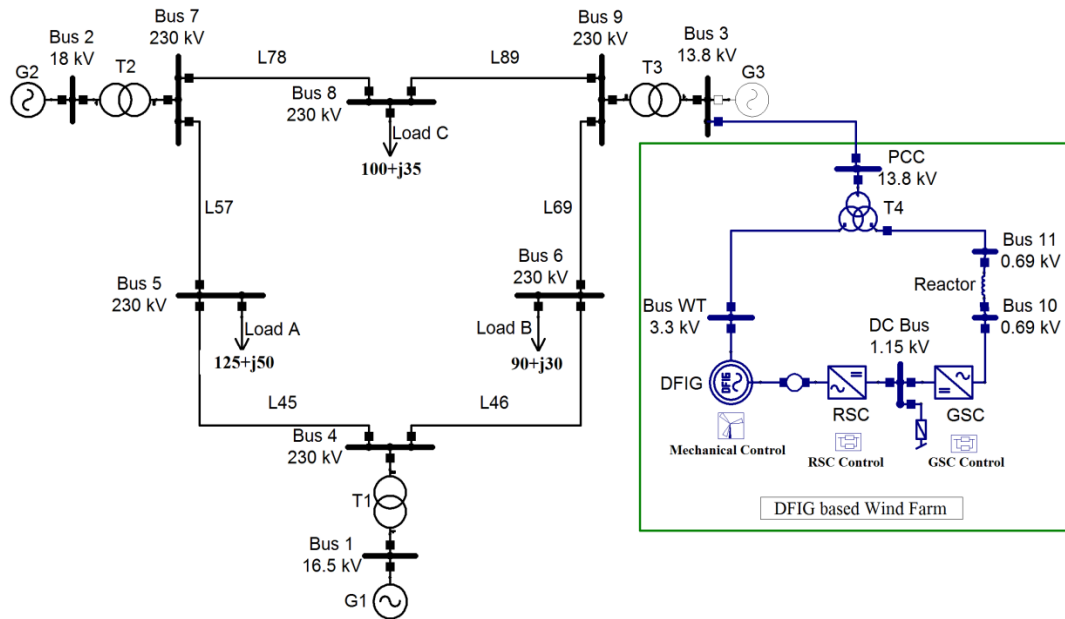 Bus 2
18 kV
G2
T2
Bus 7
230 kV
L78
L89
Bus 8
230 kV
Load C
100+j35
Bus 9
230 kV
T3
Bus 3
13.8 kV
G3
L57
L69
PCC
13.8 kV
T4
Bus 5
230 kV
Load A
125+j50
Bus 6
230 kV
Load B
90+j30
Bus 11
0.69 kV
Reactor
Bus 10
0.69 kV
Bus WT
3.3 kV
DC Bus
1.15 kV
DFIG
DFIG
RSC
GSC
Mechanical Control
RSC Control
GSC Control
DFIG based Wind Farm
L45
L46
Bus 4
230 kV
T1
Bus 1
16.5 kV
G1